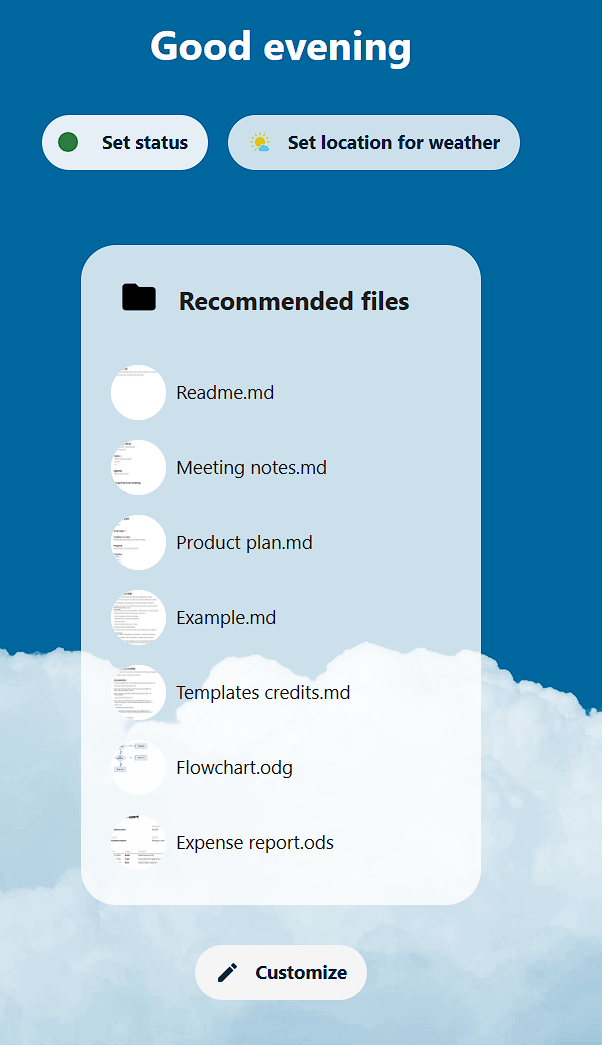 Good evening
Set status
Set location for weather
Recommended files
Readme.md
Meeting notes.md
Product plan.md
Example.md
Templates credits.md
Flowchart.odg
Expense report.ods
Customize